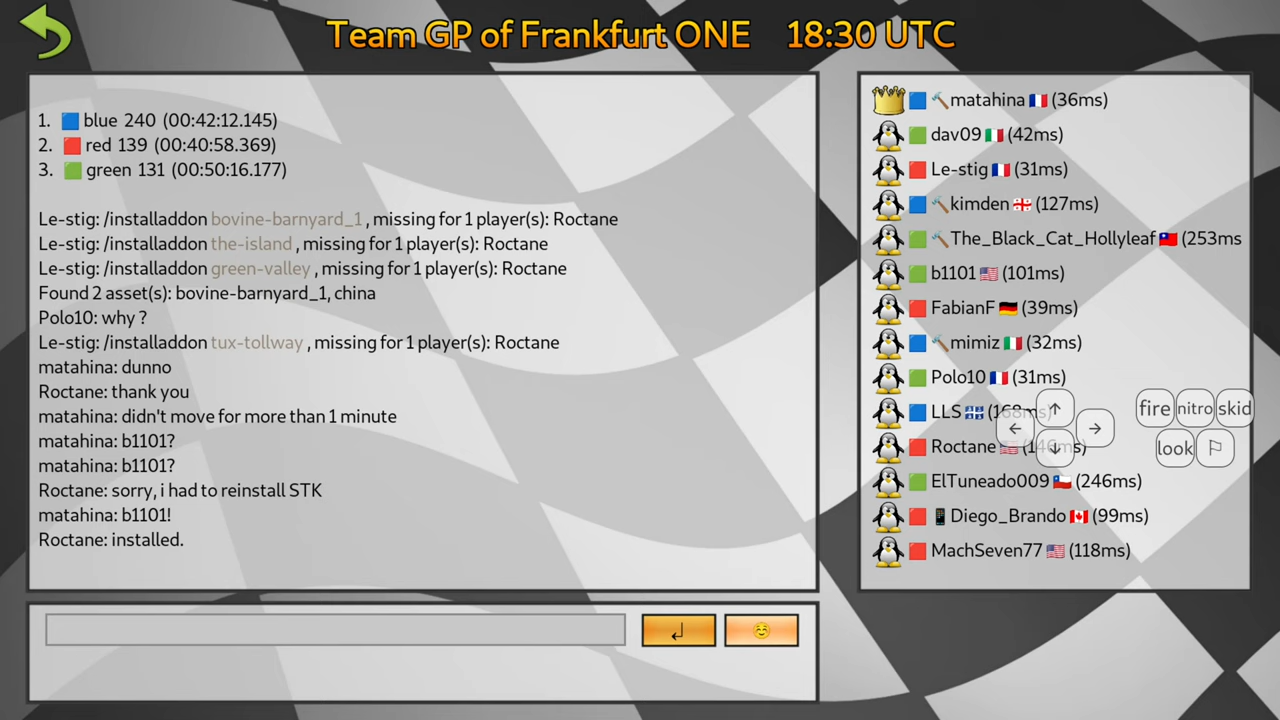 Team GP of Frankfurt ONE 18:30 UTC
1. blue 240 (00:42:12.145)
2. red 139 (00:40:58.369)
3. green 131 (00:50:16.177)
Le-stig: /installaddon bovine-barnyard_1 , missing for 1 player(s): Roctane
Le-stig: /installaddon the-island , missing for 1 player(s): Roctane
Le-stig: /installaddon green-valley , missing for 1 player(s): Roctane
Found 2 asset(s): bovine-barnyard_1, china
Polo10: why ?
Le-stig: /installaddon tux-tollway , missing for 1 player(s): Roctane
matahina: dunno
Roctane: thank you
matahina: didn't move for more than 1 minute
matahina: b1101?
matahina: b1101?
Roctane: sorry, i had to reinstall STK
matahina: b1101!
Roctane: installed.
matahina (36ms)
dav09 (42ms)
Le-stig (31ms)
kimden (127ms)
The_Black_Cat_Hollyleaf (253ms
b1101 (101ms)
FabianF (39ms)
mimiz (32ms)
Polo10 (31ms)
LLS (168ms)
Roctane (146ms)
ElTuneado009 (246ms)
Diego_Brando (99ms)
MachSeven77 (118ms)
fire nitro skid
look